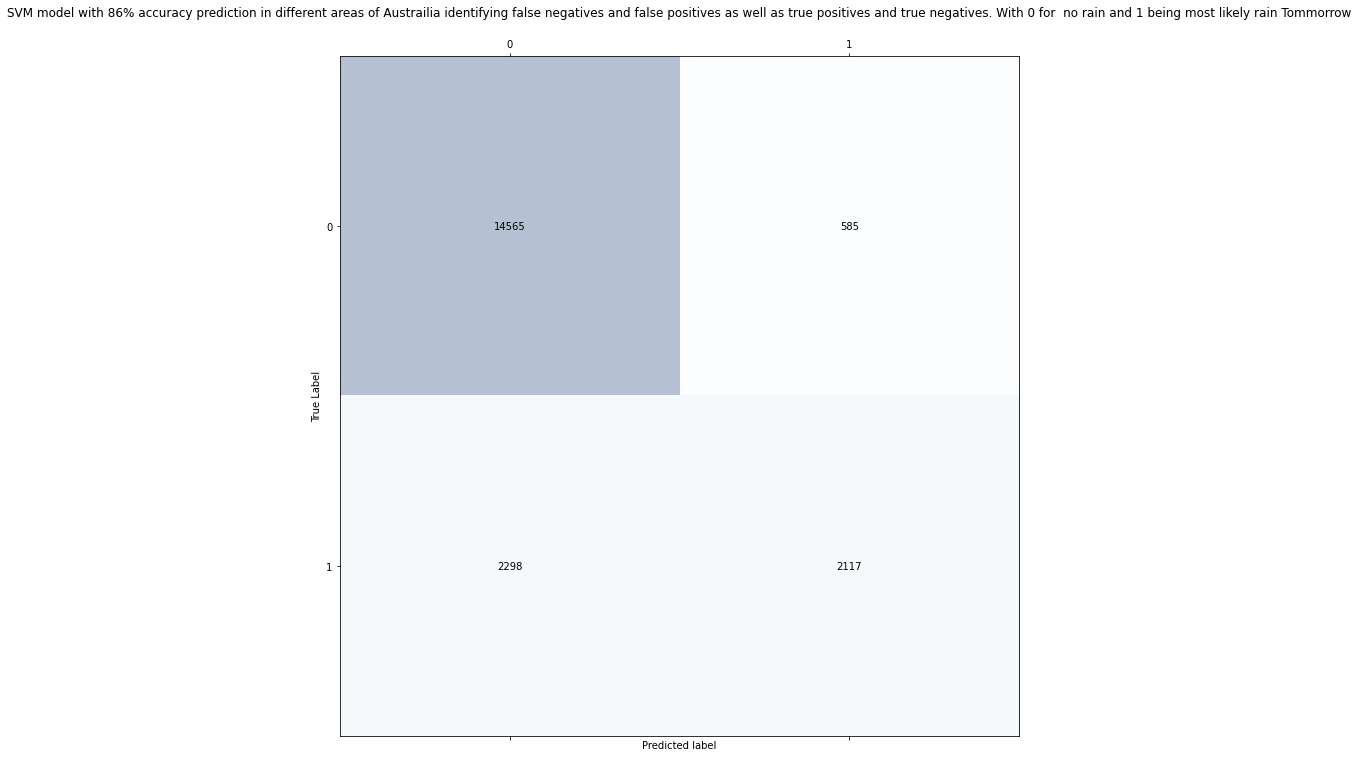 SVM model with 86% accuracy prediction in different areas of Austrailia identifying false negatives and false positives as well as true positives and true negatives. With 0 for  no rain and 1 being most likely rain Tommorrow
0 1
0 14565 585
True Label
1 2298 2117
Predicted label